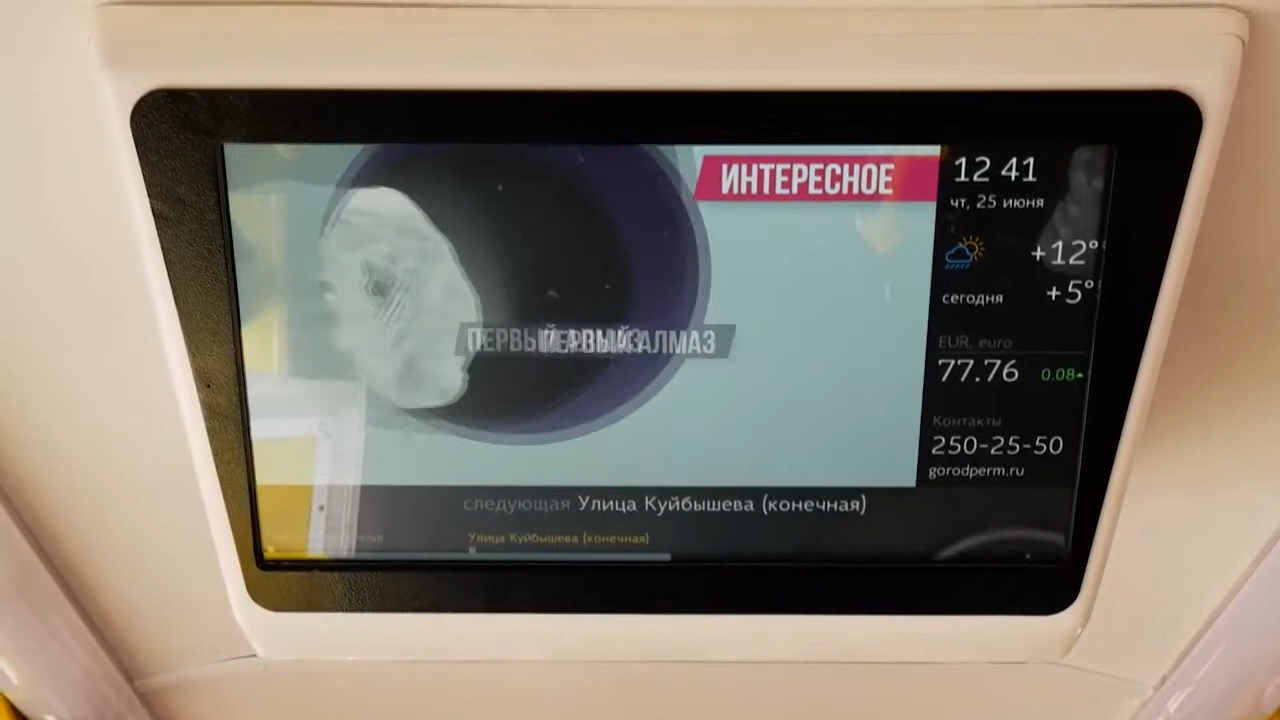 ИНТЕРЕСНОЕ
ПЕРВЫЙ АЛМАЗ
12 41
чт, 25 июня
+12°
сегодня
+5°
EUR, euro
77.76 0.08
Контакты
250-25-50
gorodperm.ru
следующая Улица Куйбышева (конечная)
Улица Куйбышева (конечная)